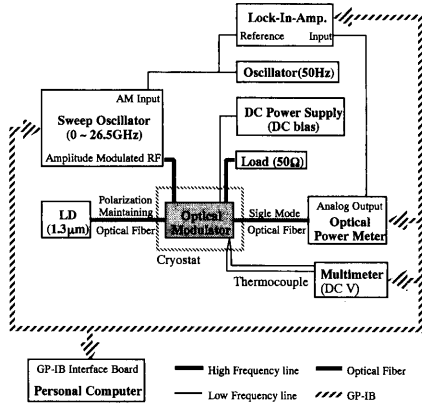 Lock-In-Amp.
Reference Input
Oscillator(50Hz)
AM Input
Sweep Oscillator
(0 ~ 26.5GHz)
Amplitude Modulated RF
DC Power Supply
(DC bias)
Load (50Ω)
LD
(1.3μm)
Polarization
Maintaining
Optical Fiber
Optical
Modulator
Sigle Mode
Optical Fiber
Analog Output
Optical
Power Meter
Cryostat
Thermocouple
Multimeter
(DC V)
GP-IB Interface Board
Personal Computer
High Frequency line
Optical Fiber
Low Frequency line
GP-IB